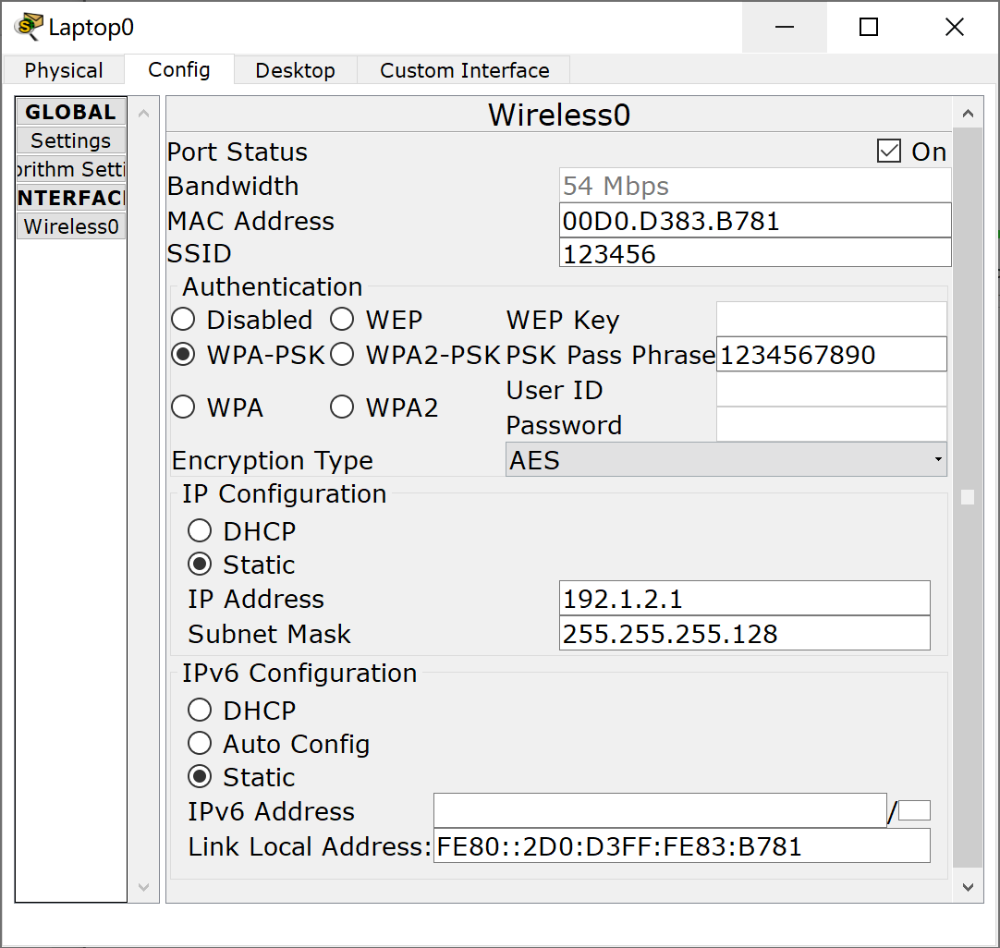 Laptop0
Physical Config Desktop Custom Interface
GLOBAL
Settings
orithm Setti
NTERFAC
Wireless0
Wireless0
Port Status On
Bandwidth 54 Mbps
MAC Address 00D0.D383.B781
SSID 123456
Authentication
Disabled WEP WEP Key
WPA-PSK WPA2-PSK PSK Pass Phrase 1234567890
User ID
WPA WPA2
Password
Encryption Type AES
IP Configuration
DHCP
Static
IP Address 192.1.2.1
Subnet Mask 255.255.255.128
IPv6 Configuration
DHCP
Auto Config
Static
IPv6 Address /
Link Local Address: FE80::2D0:D3FF:FE83:B781